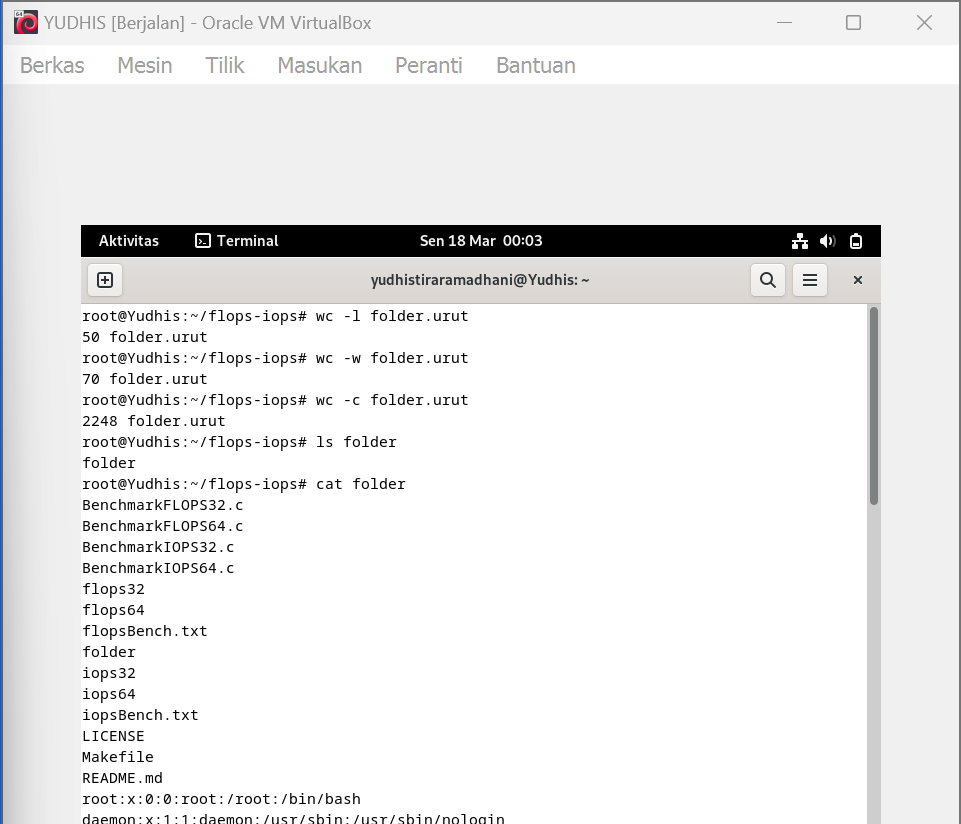 YUDHIS [Berjalan] - Oracle VM VirtualBox
Berkas Mesin Tilik Masukan Peranti Bantuan
Aktivitas Terminal Sen 18 Mar 00:03
yudhistiraramadhani@Yudhis: ~
root@Yudhis:~/flops-iops# wc -l folder.urut
50 folder.urut
root@Yudhis:~/flops-iops# wc -w folder.urut
70 folder.urut
root@Yudhis:~/flops-iops# wc -c folder.urut
2248 folder.urut
root@Yudhis:~/flops-iops# ls folder
folder
root@Yudhis:~/flops-iops# cat folder
BenchmarkFLOPS32.c
BenchmarkFLOPS64.c
BenchmarkIOPS32.c
BenchmarkIOPS64.c
flops32
flops64
flopsBench.txt
folder
iops32
iops64
iopsBench.txt
LICENSE
Makefile
README.md
root:x:0:0:root:/root:/bin/bash
daemon:x:1:1:daemon:/usr/sbin:/usr/sbin/nologin